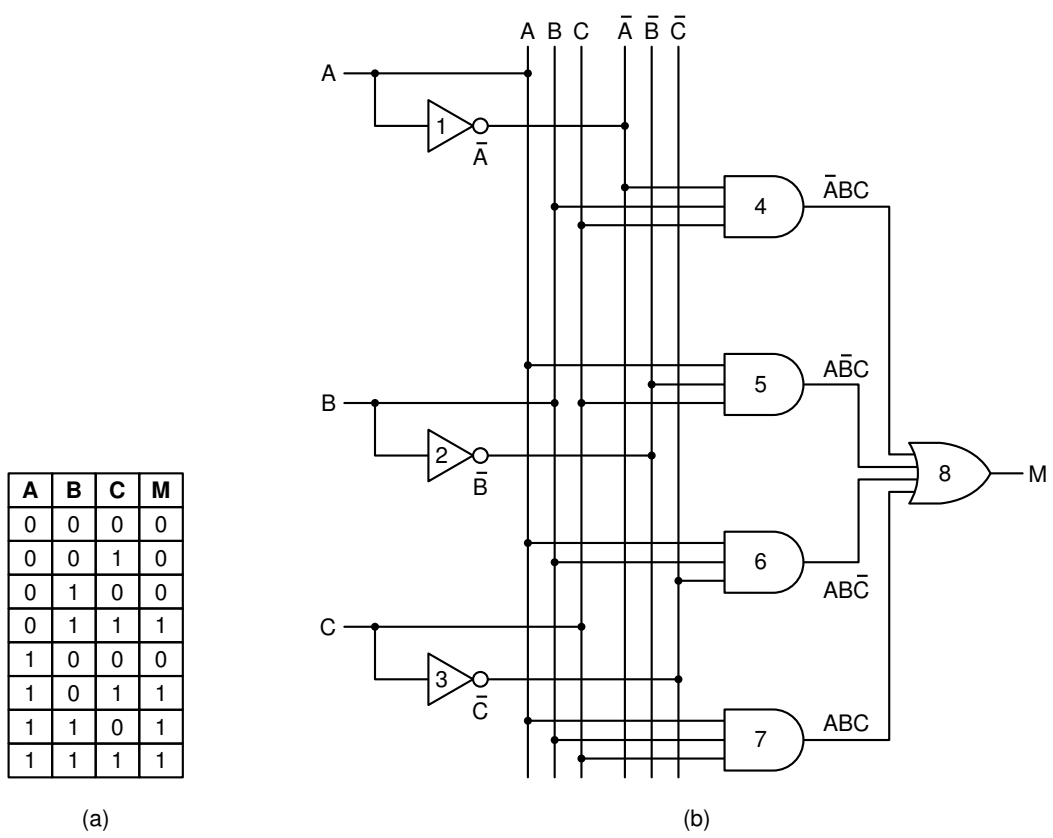 A B C A̅ B̅ C̅
A
1
A̅
4
A̅BC
5
AB̅C
B
2
B̅
8
M
6
ABC̅
C
3
C̅
7
ABC
A B C M
0 0 0 0
0 0 1 0
0 1 0 0
0 1 1 1
1 0 0 0
1 0 1 1
1 1 0 1
1 1 1 1
(a)
(b)